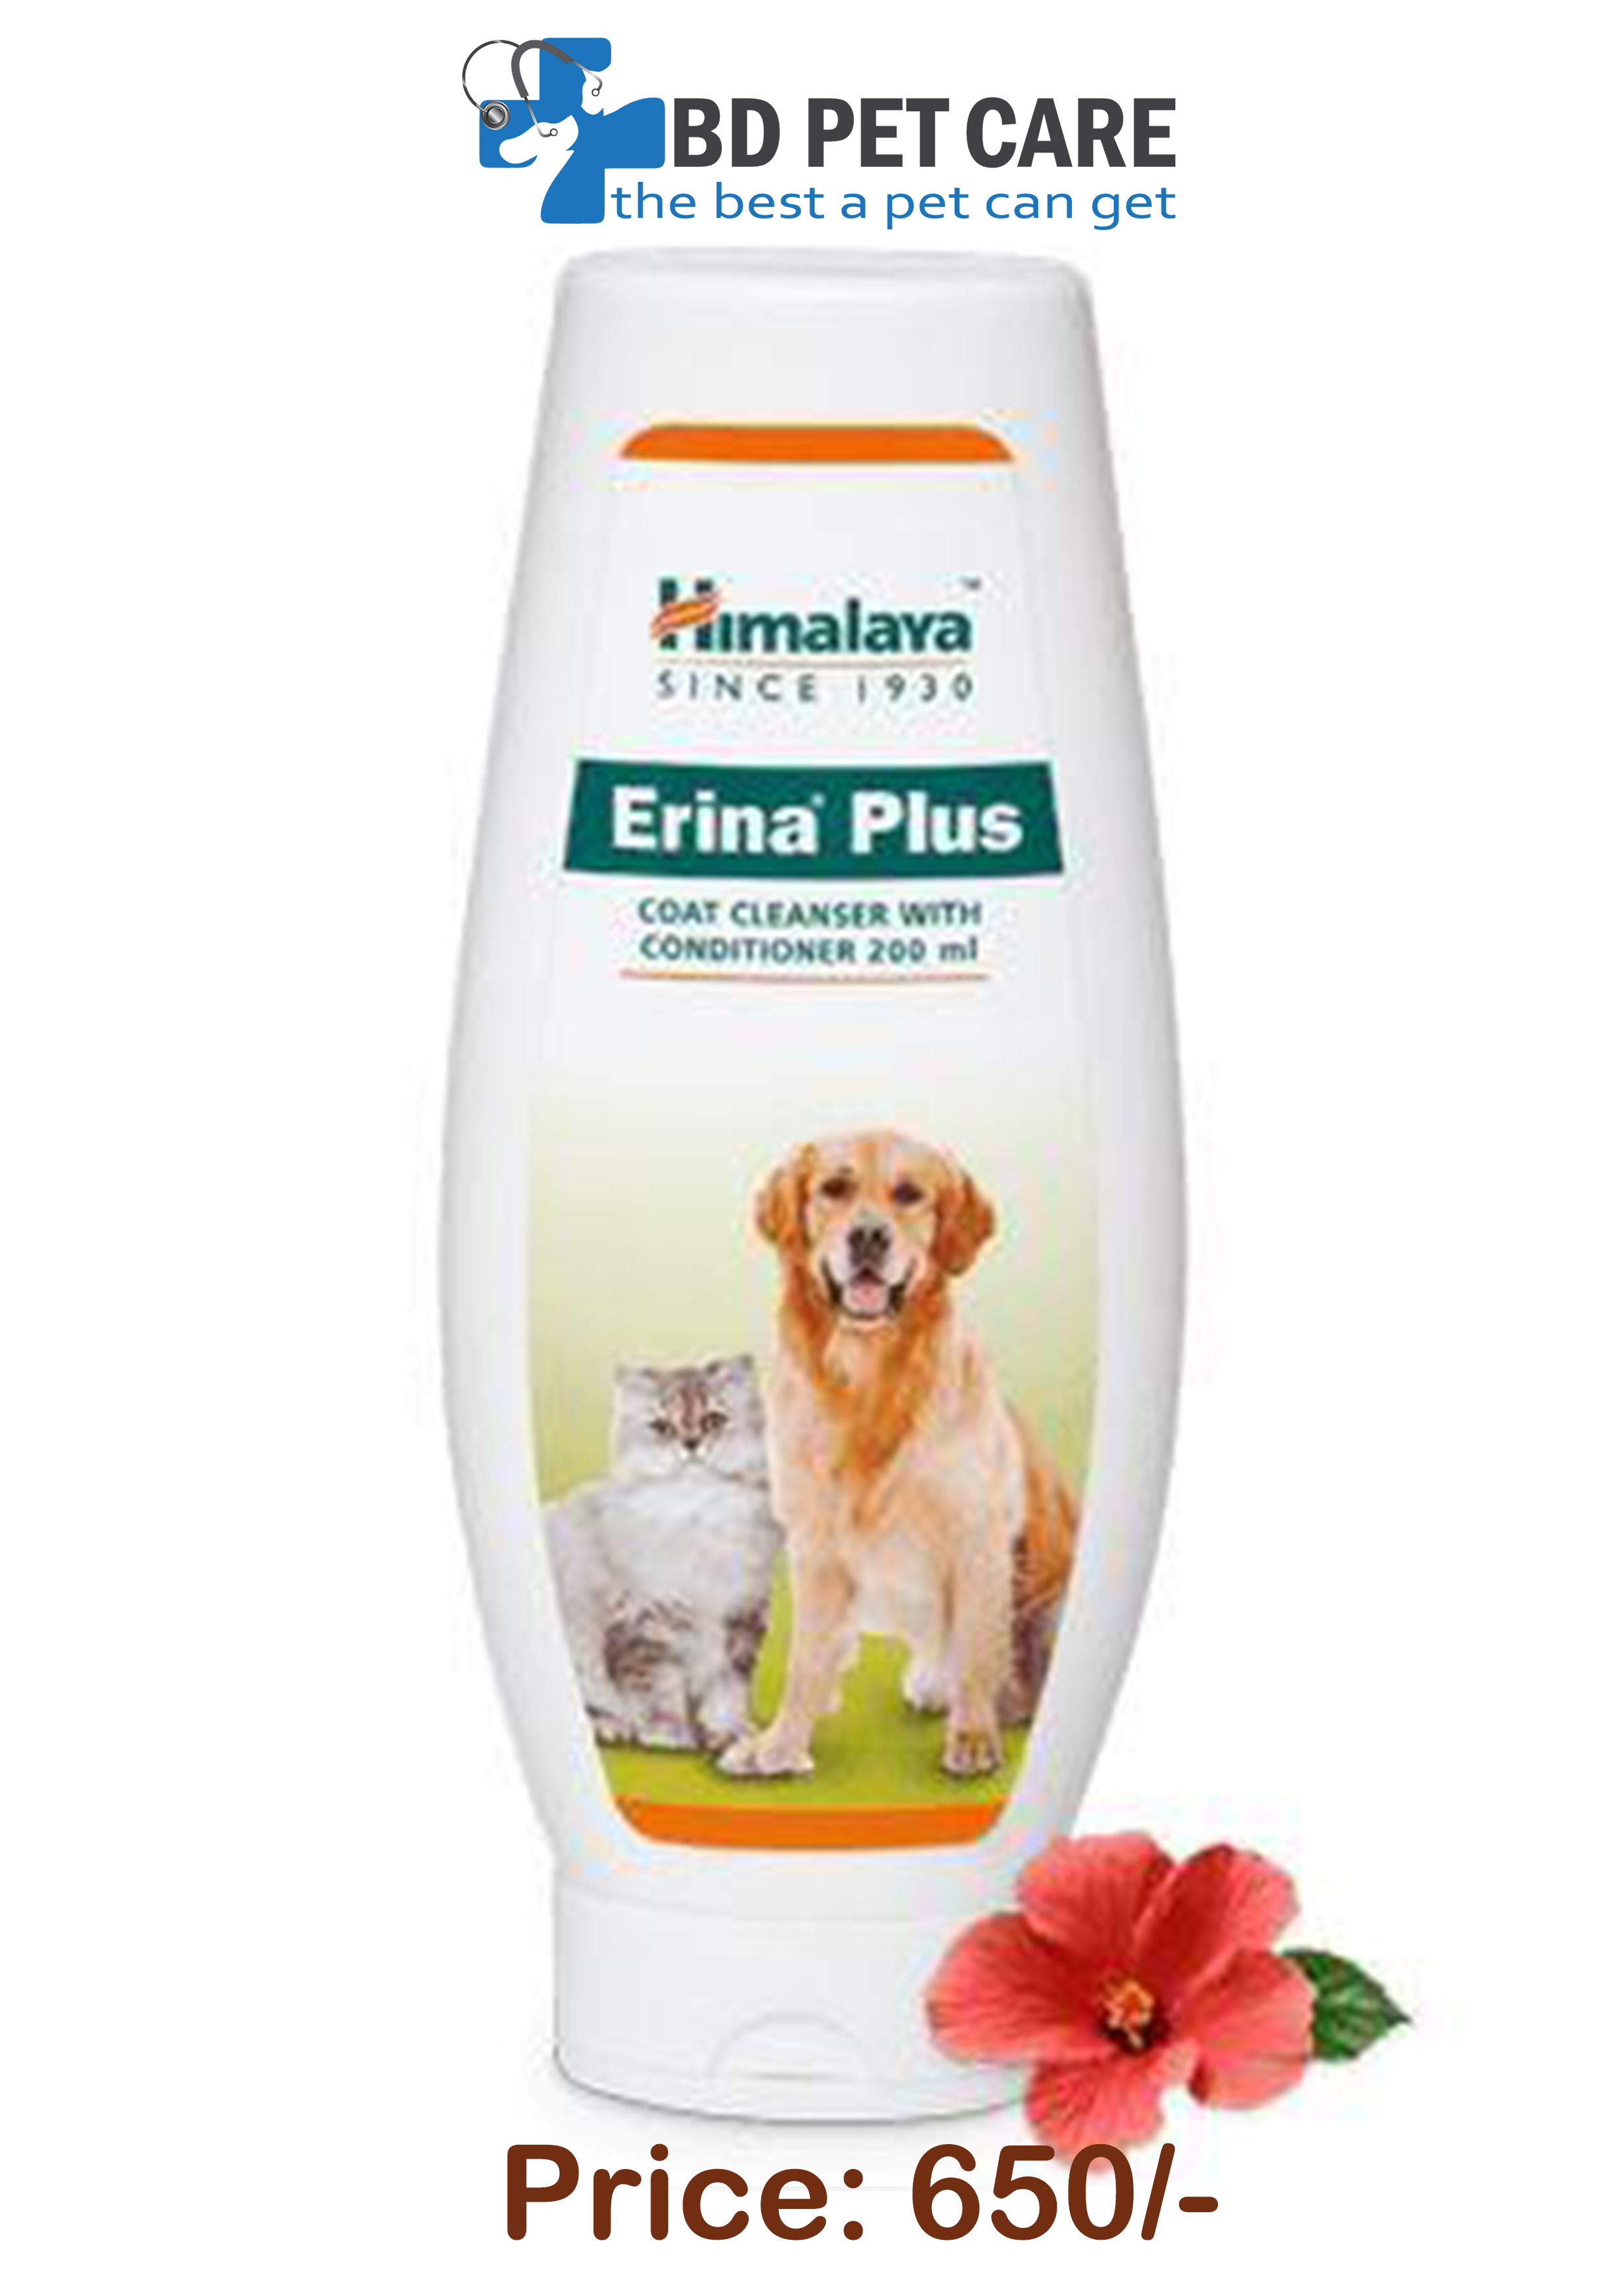 BD PET CARE
the best a pet can get
Himalaya™
SINCE 1930
Erina® Plus
COAT CLEANSER WITH
CONDITIONER 200 ml
Price: 650/-